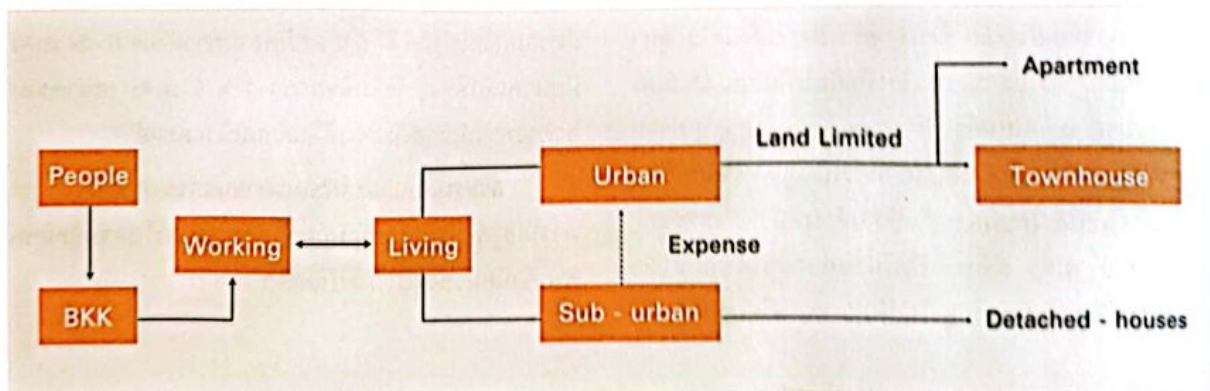 Apartment
Land Limited
People
Urban
Townhouse
Working
Living
Expense
BKK
Sub - urban
Detached - houses